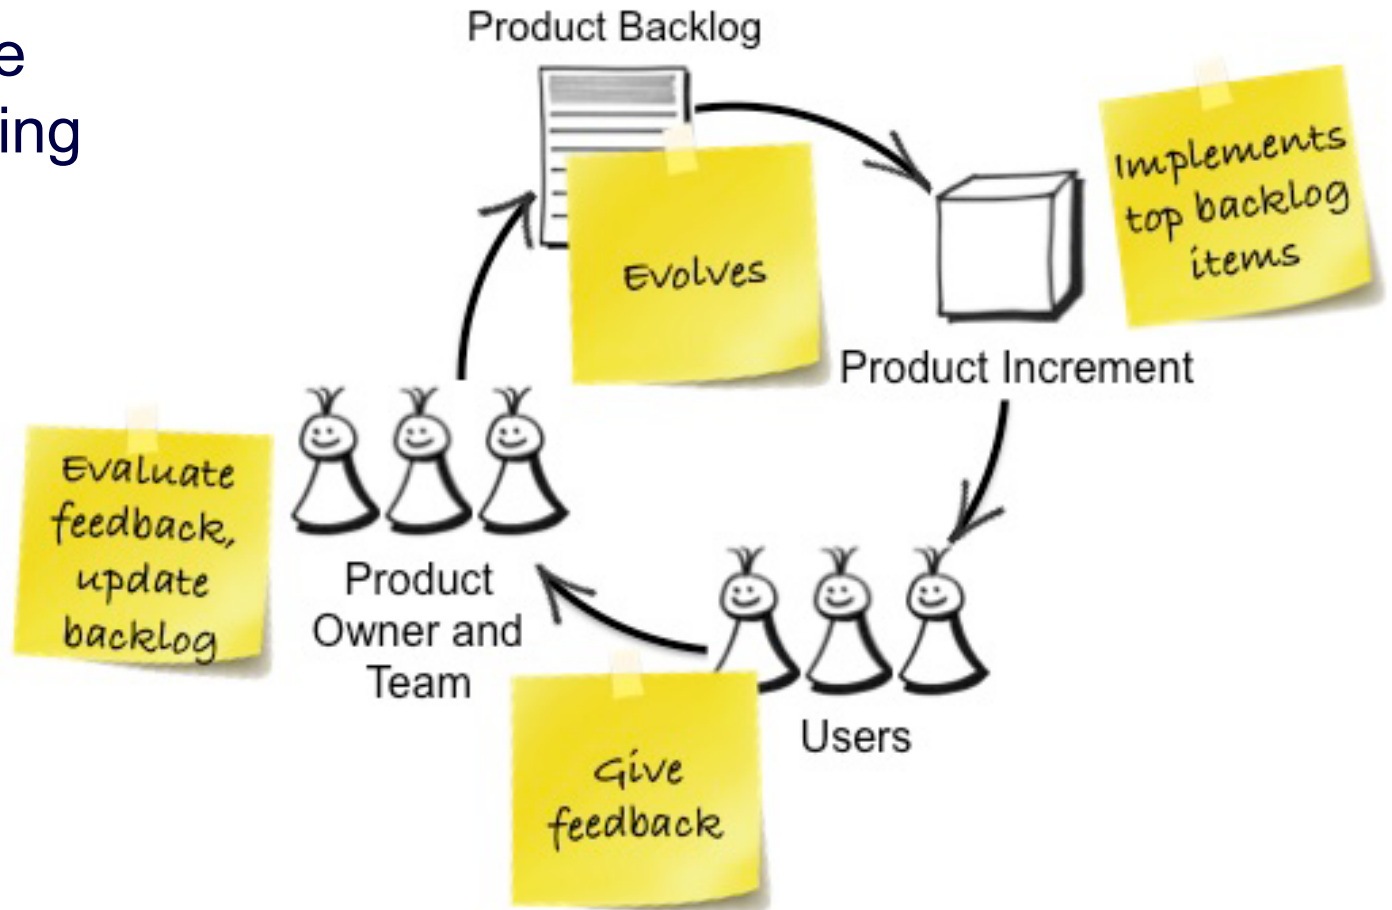 e
ing
Product Backlog
Evolves
Implements
top backlog
items
Product Increment
Evaluate
feedback,
update
backlog
Product
Owner and
Team
Users
Give
feedback